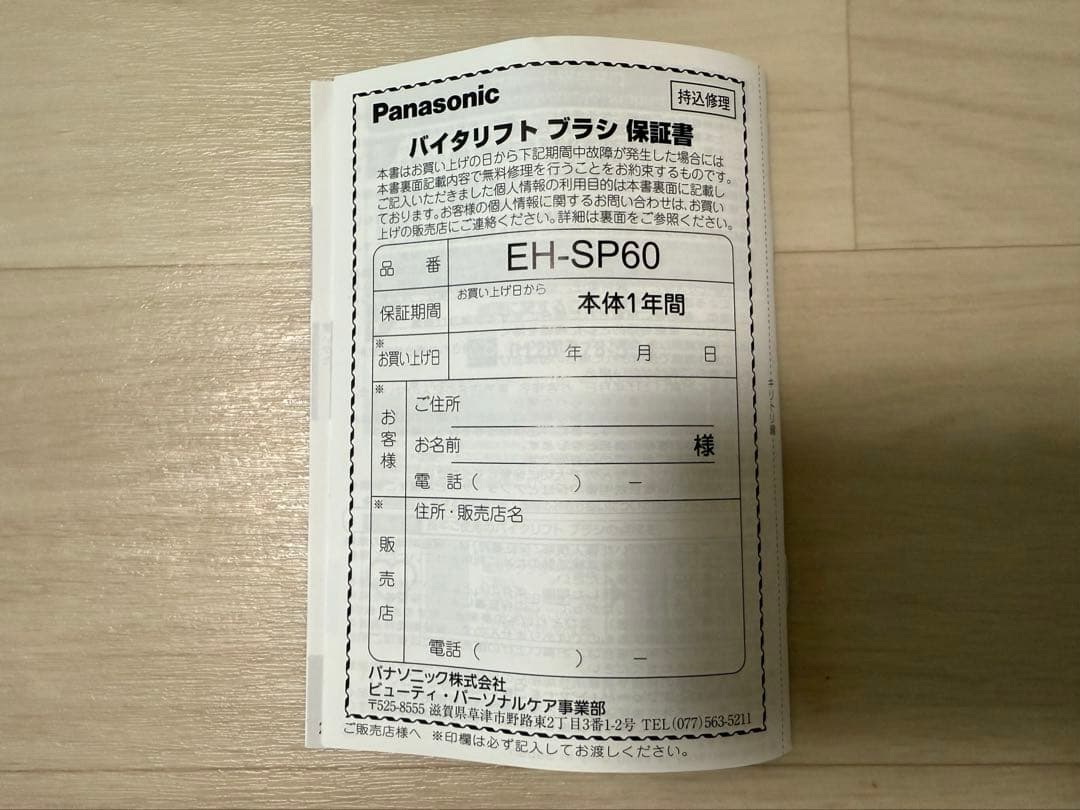 Panasonic
持込修理
バイタリフト ブラシ 保証書
本書はお買い上げの日から下記期間中故障が発生した場合には
本書裏面記載内容で無料修理を行うことをお約束するものです。
ご記入いただきました個人情報の利用目的は本書裏面に記載し
ております。お客様の個人情報に関するお問い合わせは、お買い
上げの販売店にご連絡ください。詳細は裏面をご参照ください。
品 番 EH-SP60
保証期間 お買い上げ日から 本体1年間
※お買い上げ日 年 月 日
※お客様
ご住所
お名前 様
電 話 ( ) −
※販売店
住所・販売店名
電話 ( ) −
パナソニック株式会社
ビューティ・パーソナルケア事業部
〒525-8555 滋賀県草津市野路東2丁目3番1-2号 TEL (077) 563-5211
ご販売店様へ ※印欄は必ず記入してお渡しください。
キリトリ線